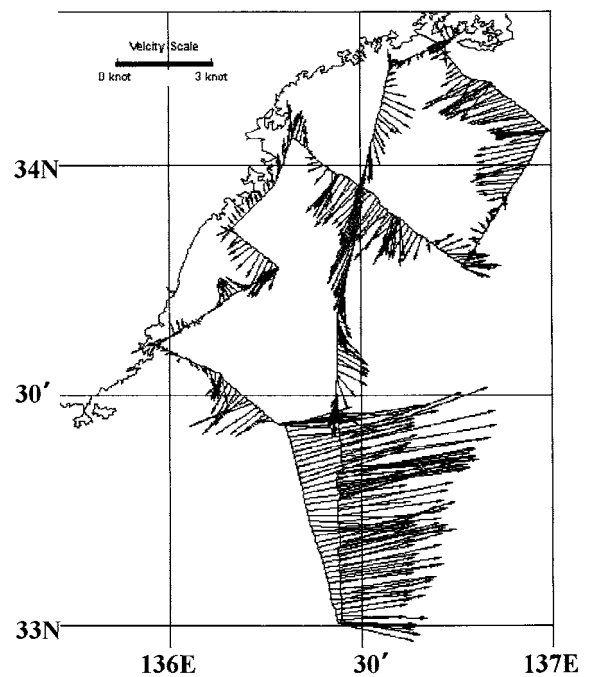 Velcity Scale
0 knot 3 knot
34N
30′
33N
136E 30′ 137E